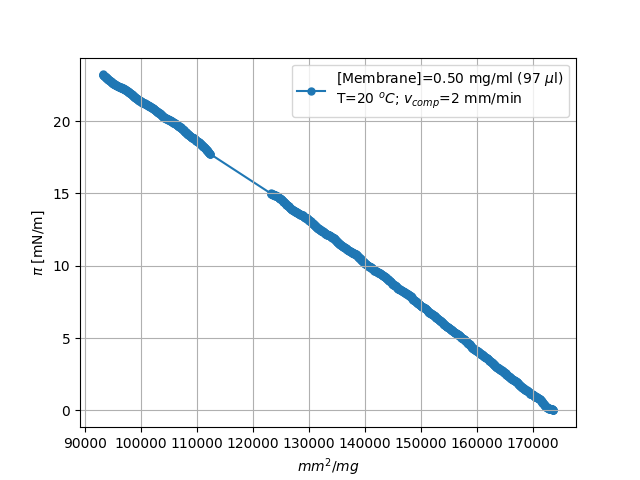 [Membrane]=0.50 mg/ml (97 μl)
T=20 °C; v_comp=2 mm/min
20
15
10
5
0
π [mN/m]
90000 100000 110000 120000 130000 140000 150000 160000 170000
mm²/mg